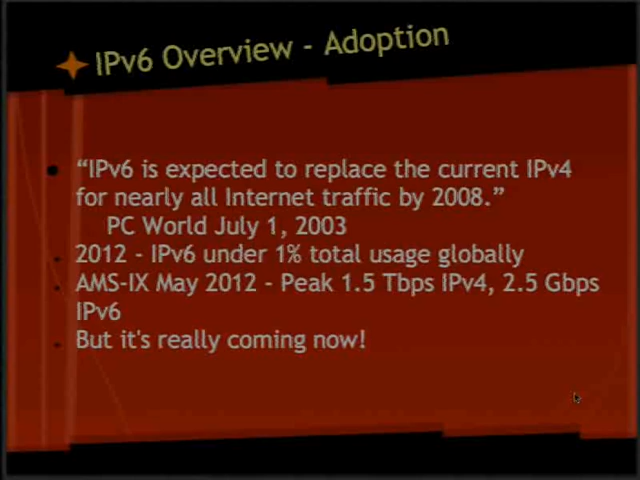 IPv6 Overview - Adoption
“IPv6 is expected to replace the current IPv4
for nearly all Internet traffic by 2008.”
PC World July 1, 2003
2012 - IPv6 under 1% total usage globally
AMS-IX May 2012 - Peak 1.5 Tbps IPv4, 2.5 Gbps
IPv6
But it's really coming now!